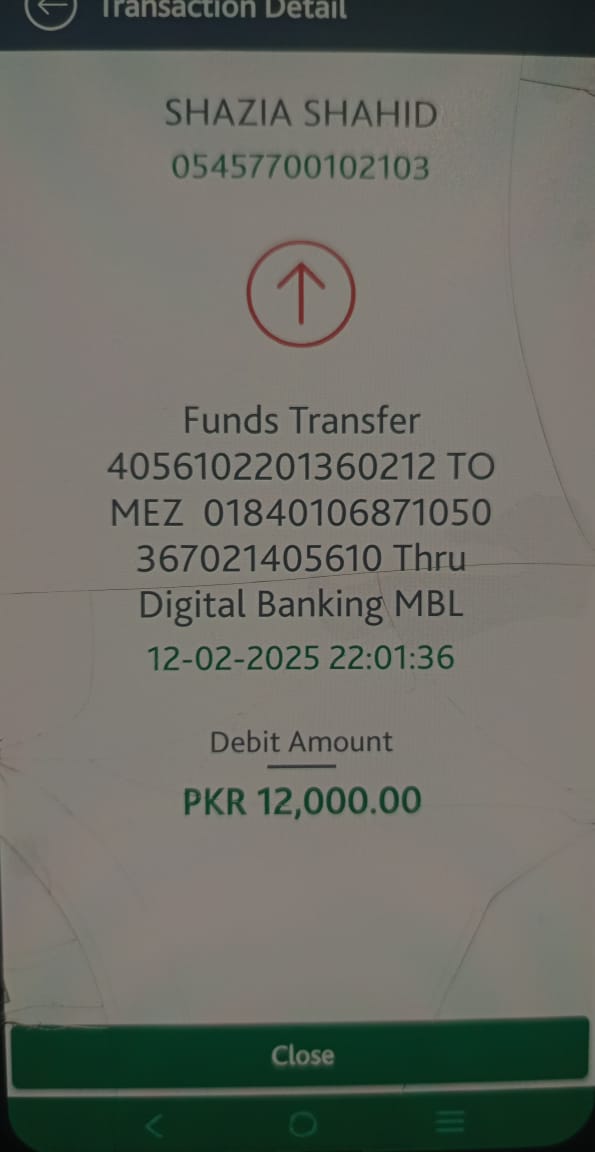 Transaction Detail
SHAZIA SHAHID
05457700102103
Funds Transfer
4056102201360212 TO
MEZ 01840106871050
367021405610 Thru
Digital Banking MBL
12-02-2025 22:01:36
Debit Amount
PKR 12,000.00
Close